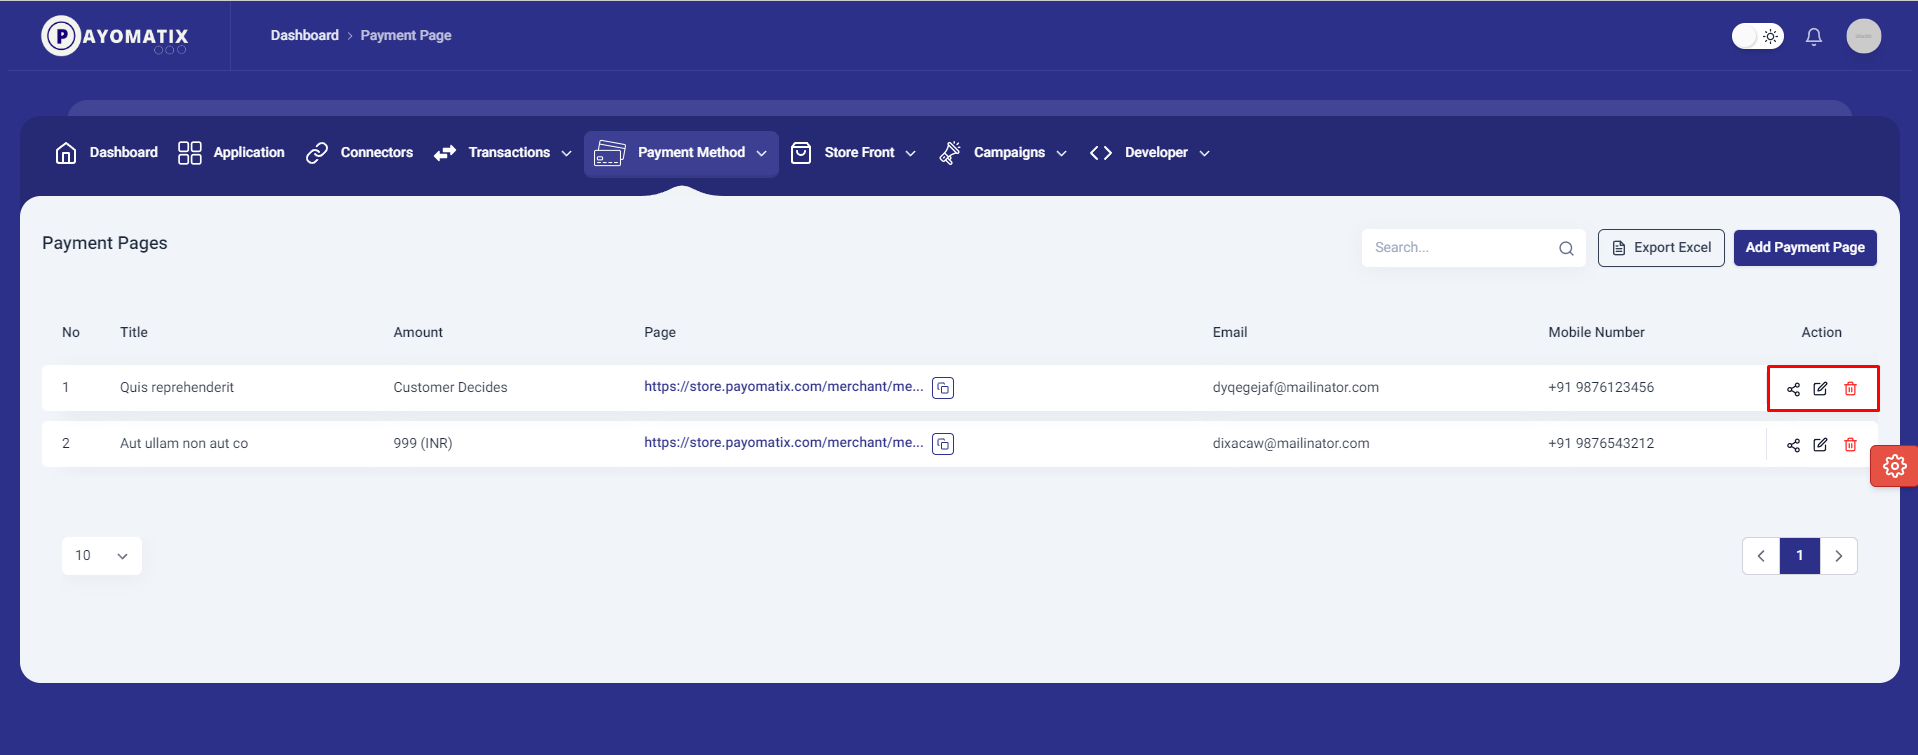 PAYOMATIX
Dashboard > Payment Page
Dashboard Application Connectors Transactions Payment Method Store Front Campaigns Developer
Payment Pages
Search...
Export Excel
Add Payment Page
No Title Amount Page Email Mobile Number Action
1 Quis reprehenderit Customer Decides https://store.payomatix.com/merchant/me... dyqegejaf@mailinator.com +91 9876123456
2 Aut ullam non aut co 999 (INR) https://store.payomatix.com/merchant/me... dixacaw@mailinator.com +91 9876543212
10
1